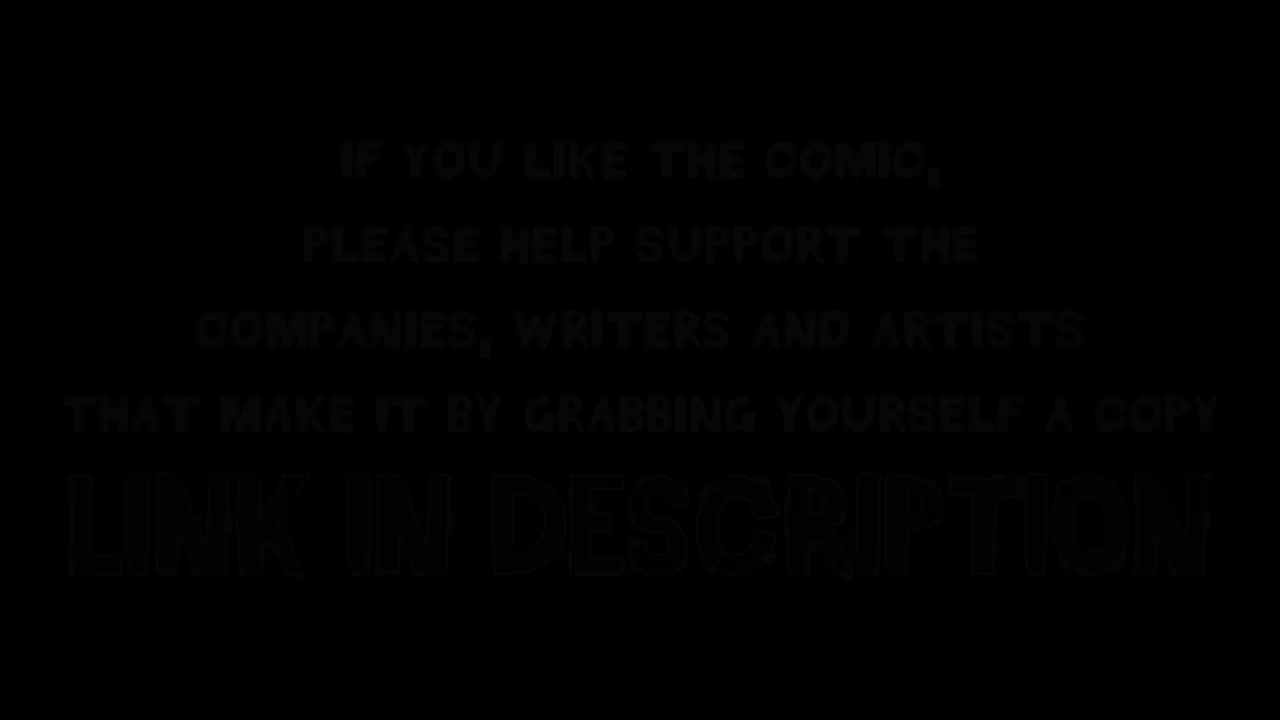 IF YOU LIKE THE COMIC,
PLEASE HELP SUPPORT THE
COMPANIES, WRITERS AND ARTISTS
THAT MAKE IT BY GRABBING YOURSELF A COPY
LINK IN DESCRIPTION